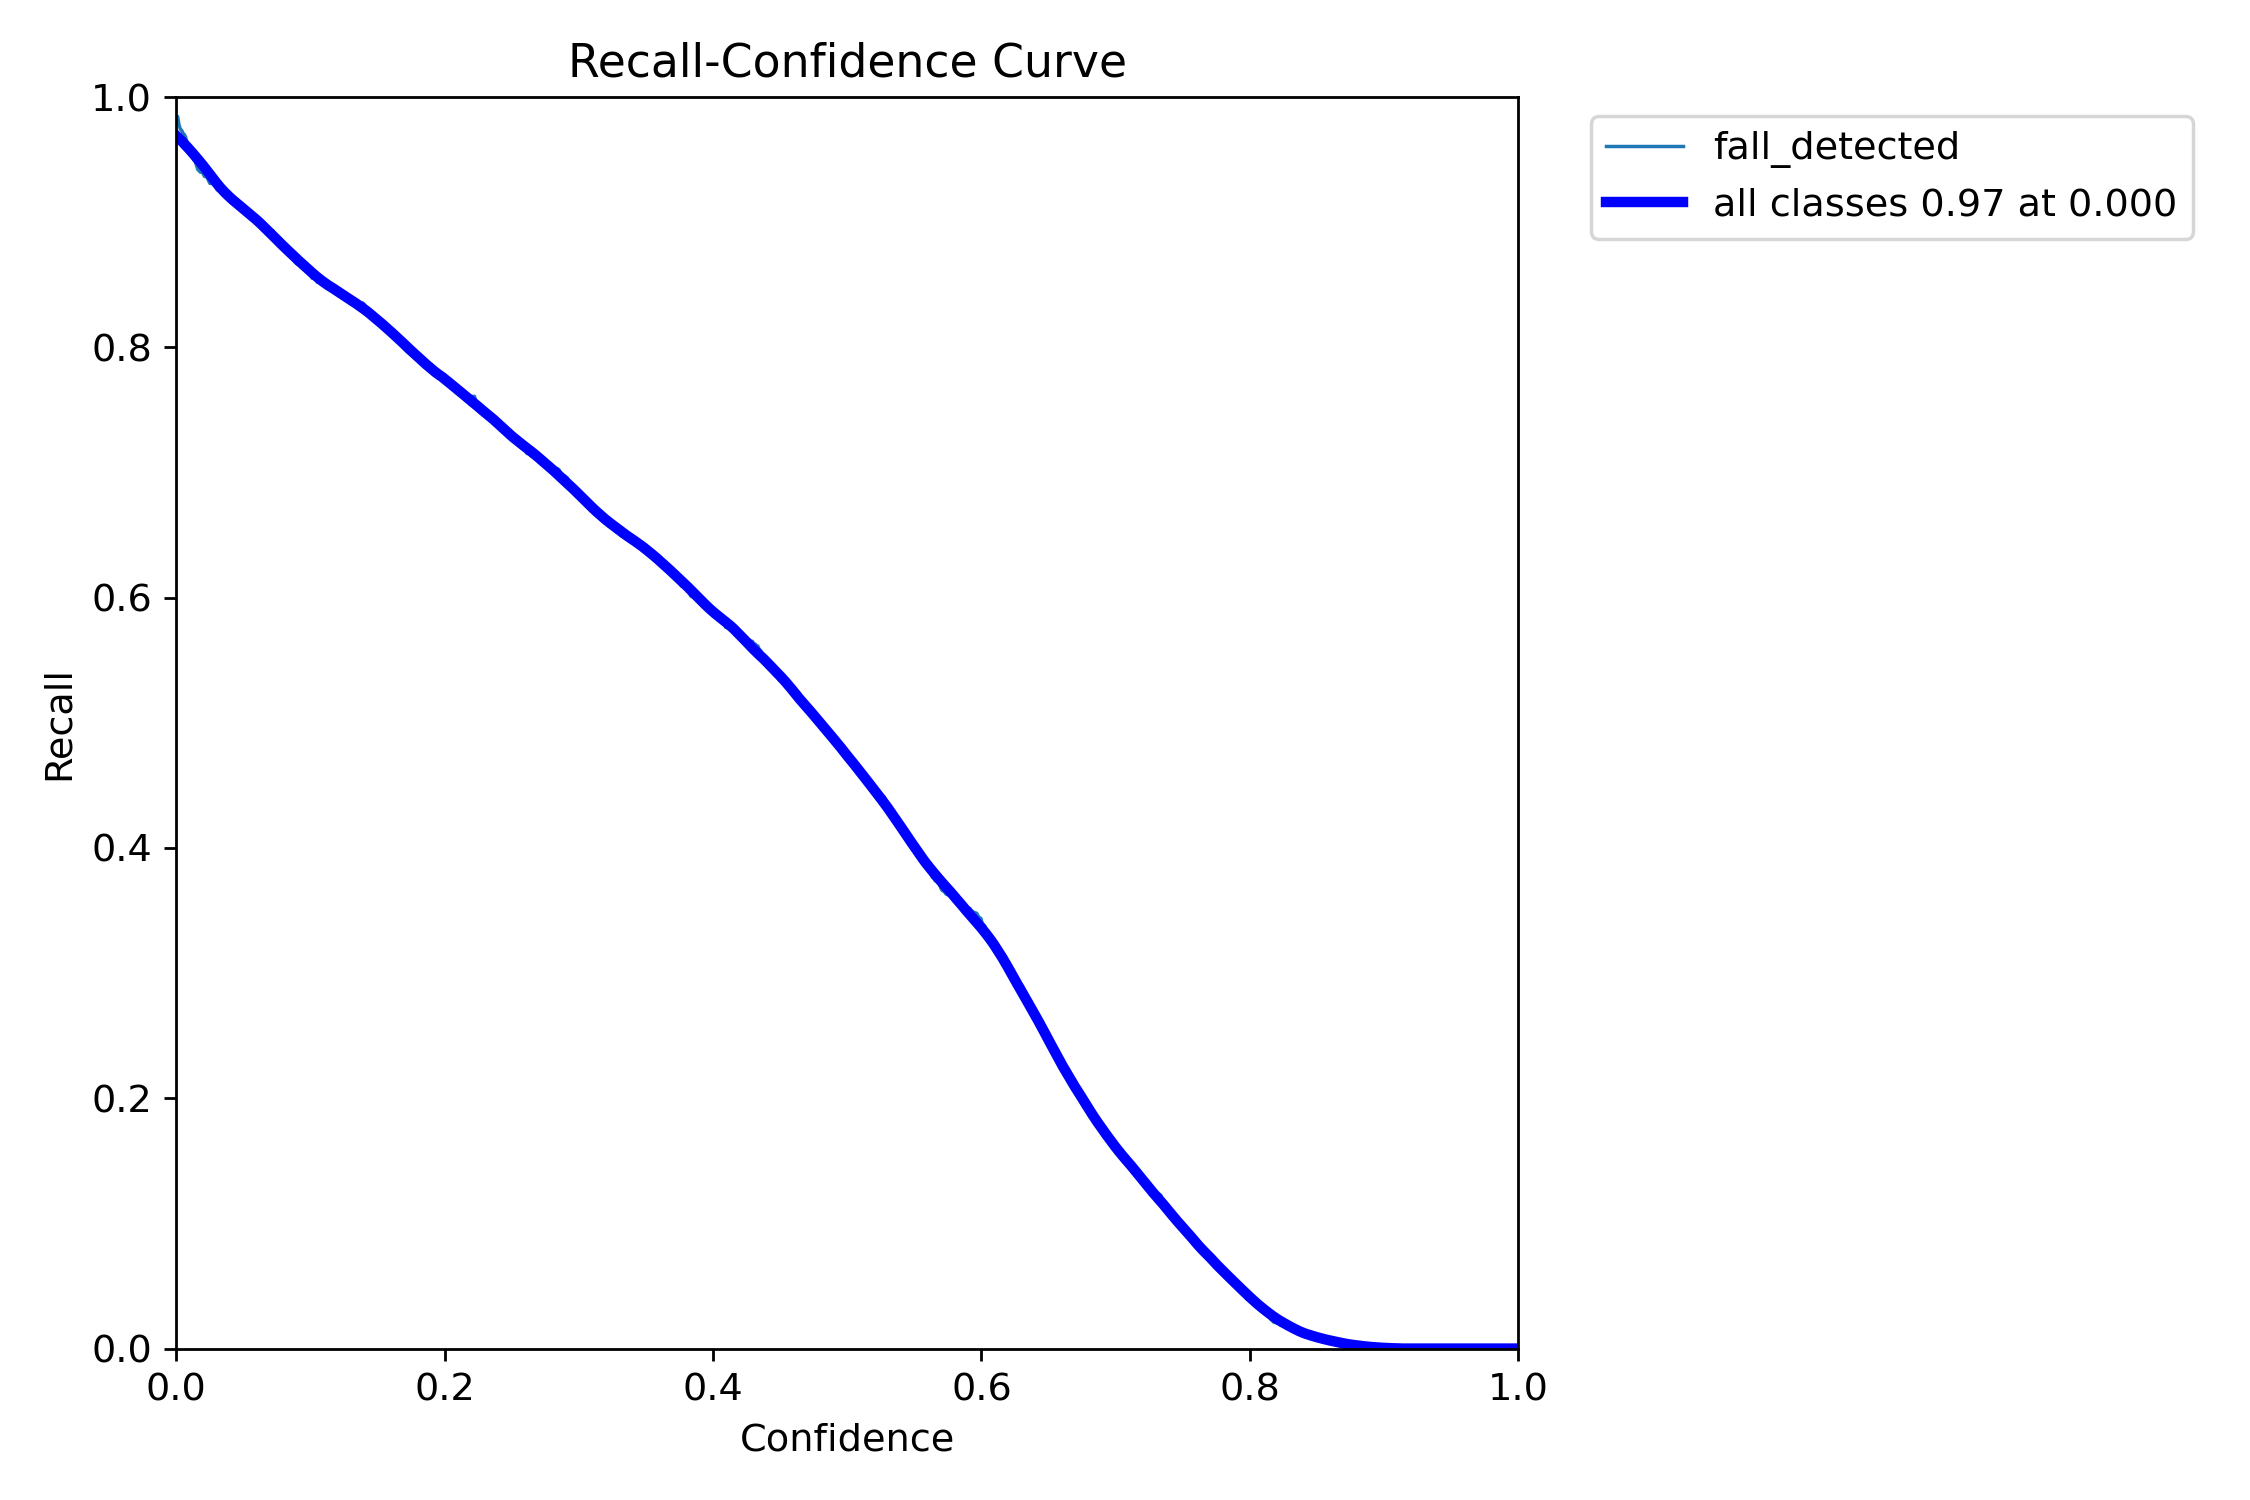 Recall-Confidence Curve
1.0
0.8
0.6
0.4
0.2
0.0
Recall
0.0 0.2 0.4 0.6 0.8 1.0
Confidence
fall_detected
all classes 0.97 at 0.000